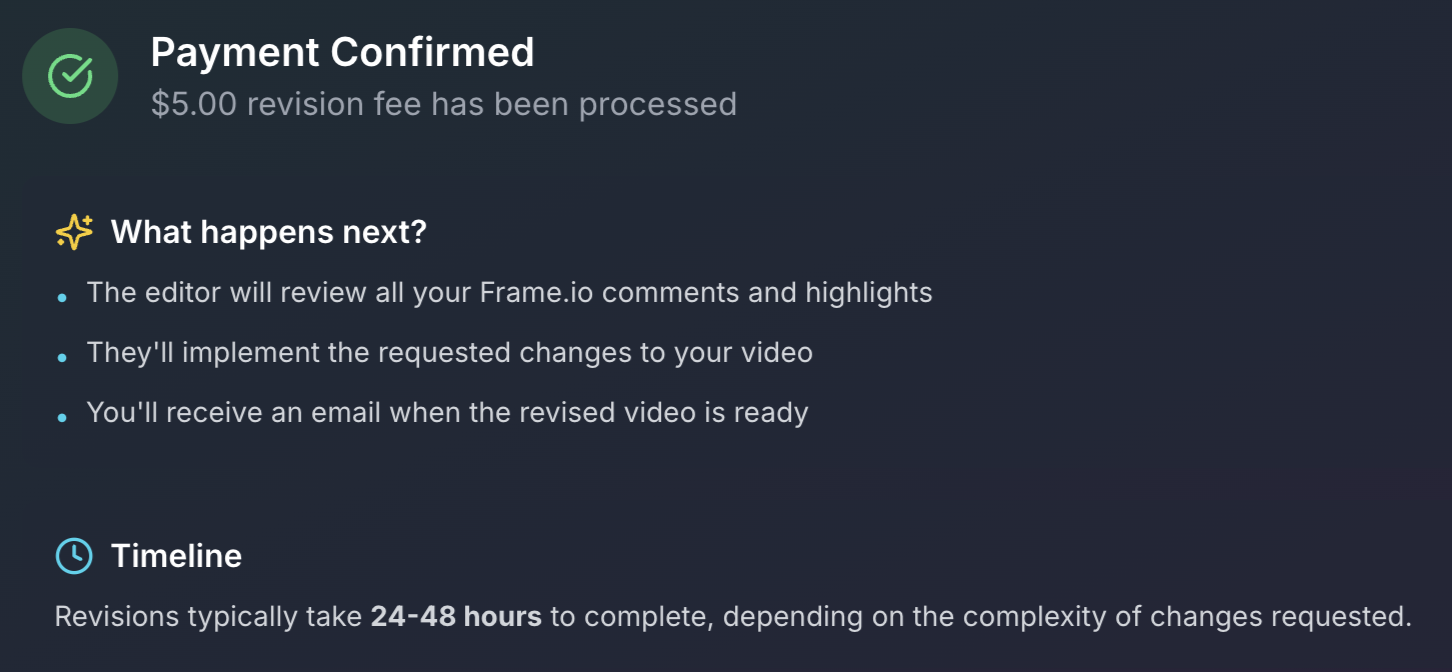 Payment Confirmed
$5.00 revision fee has been processed
What happens next?
• The editor will review all your Frame.io comments and highlights
• They'll implement the requested changes to your video
• You'll receive an email when the revised video is ready
Timeline
Revisions typically take 24-48 hours to complete, depending on the complexity of changes requested.